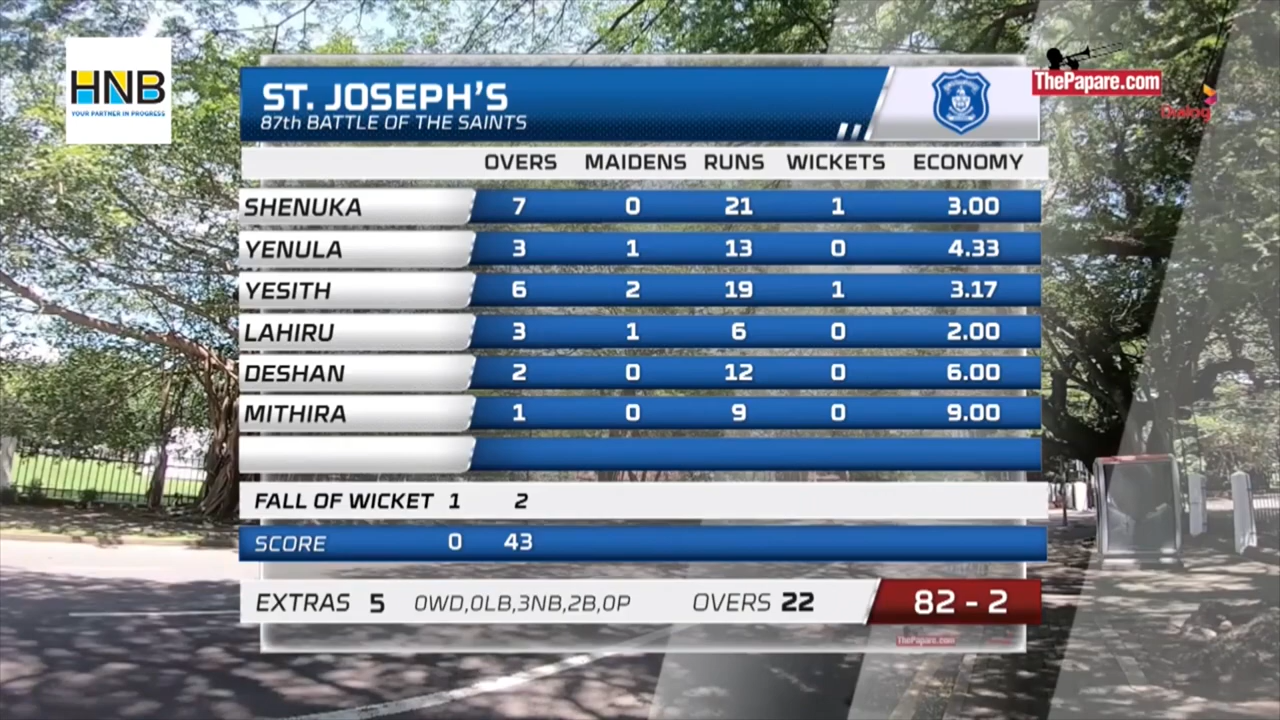 HNB
YOUR PARTNER IN PROGRESS
ThePapare.com
Dialog
ST. JOSEPH'S
87th BATTLE OF THE SAINTS
OVERS MAIDENS RUNS WICKETS ECONOMY
SHENUKA 7 0 21 1 3.00
YENULA 3 1 13 0 4.33
YESITH 6 2 19 1 3.17
LAHIRU 3 1 6 0 2.00
DESHAN 2 0 12 0 6.00
MITHIRA 1 0 9 0 9.00
FALL OF WICKET 1 2
SCORE 0 43
EXTRAS 5 0WD,0LB,3NB,2B,0P OVERS 22 82 - 2
ThePapare.com